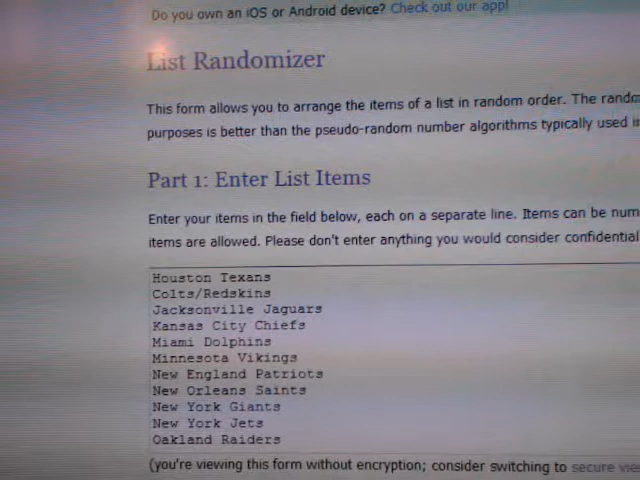 Do you own an iOS or Android device? Check out our app!
List Randomizer
This form allows you to arrange the items of a list in random order. The
purposes is better than the pseudo-random number algorithms typically used
Part 1: Enter List Items
Enter your items in the field below, each on a separate line. Items can be
items are allowed. Please don't enter anything you would consider confidential
Houston Texans
Colts/Redskins
Jacksonville Jaguars
Kansas City Chiefs
Miami Dolphins
Minnesota Vikings
New England Patriots
New Orleans Saints
New York Giants
New York Jets
Oakland Raiders
(you're viewing this form without encryption; consider switching to secure